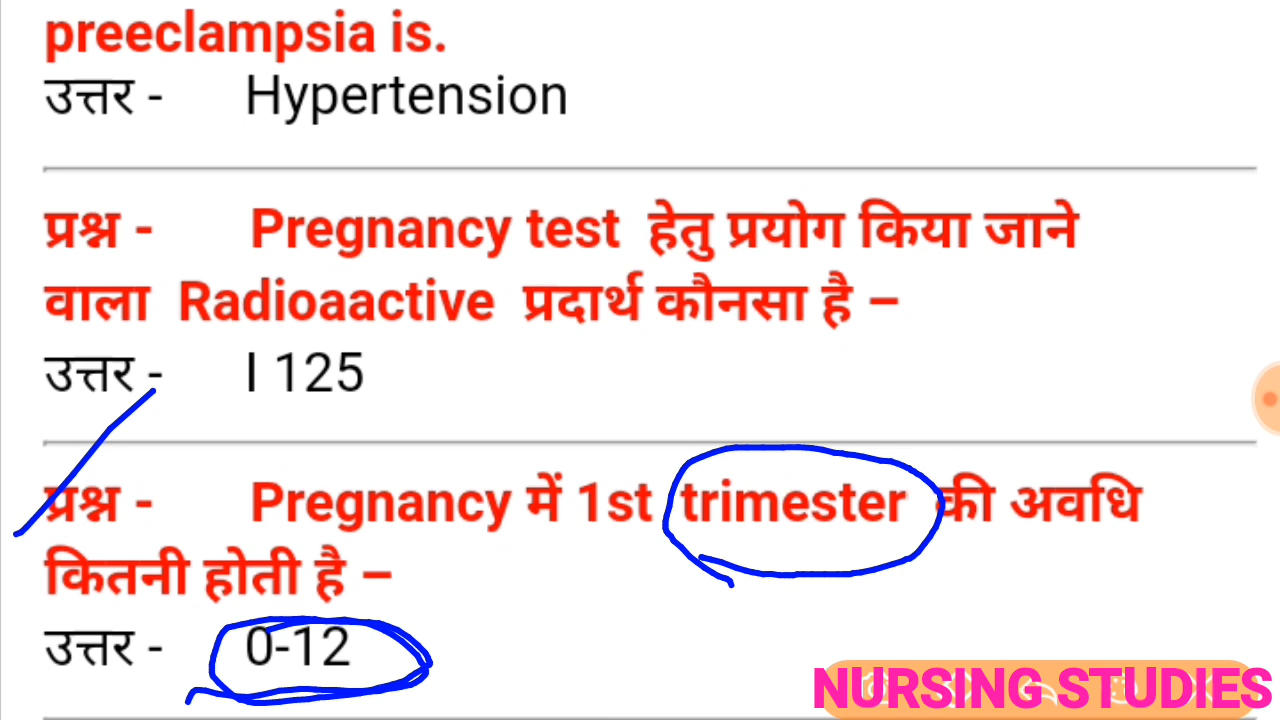 preeclampsia is.
उत्तर - Hypertension
प्रश्न - Pregnancy test हेतु प्रयोग किया जाने
वाला Radioaactive प्रदार्थ कौनसा है –
उत्तर - I 125
प्रश्न - Pregnancy में 1st trimester की अवधि
कितनी होती है –
उत्तर - 0-12
NURSING STUDIES